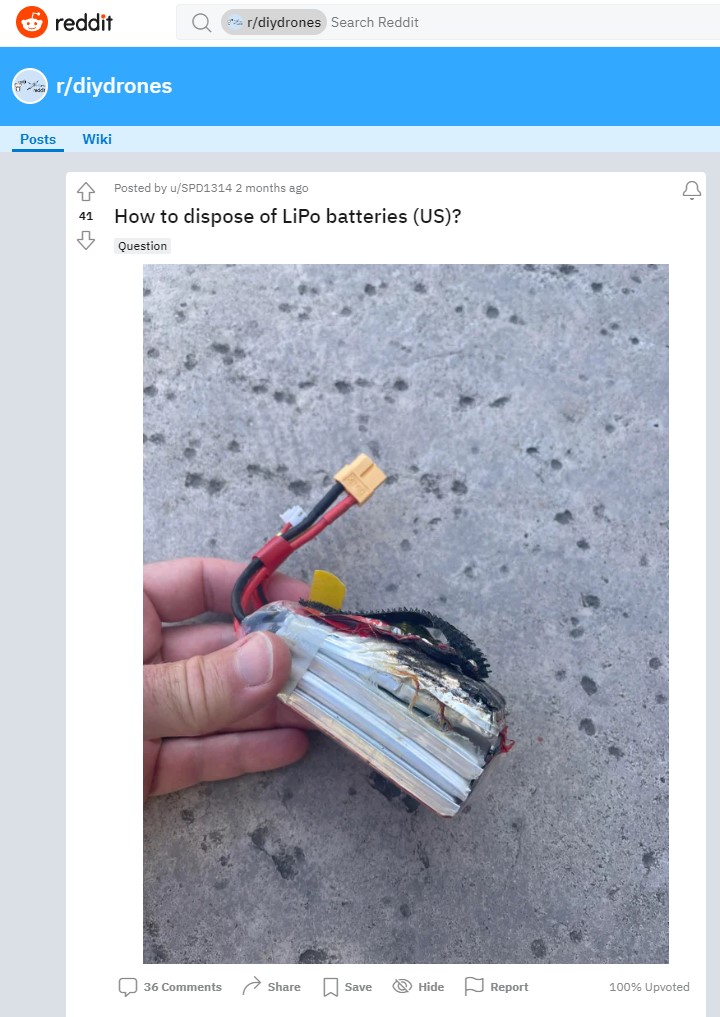 reddit
r/diydrones Search Reddit
r/diydrones
Posts Wiki
Posted by u/SPD1314 2 months ago
41
How to dispose of LiPo batteries (US)?
Question
36 Comments Share Save Hide Report 100% Upvoted